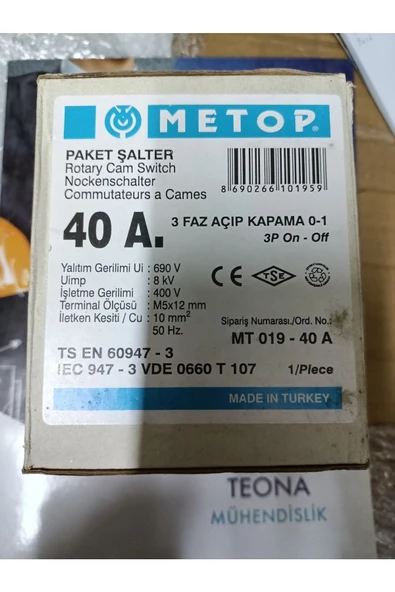 METOP®
PAKET ŞALTER
Rotary Cam Switch
Nockenschalter
Commutateurs a Cames
8 690266 101959
40 A.
3 FAZ AÇIP KAPAMA 0-1
3P On - Off
Yalıtım Gerilimi Ui : 690 V
Uimp : 8 kV
İşletme Gerilimi : 400 V
Terminal Ölçüsü : M5x12 mm
İletken Kesiti / Cu : 10 mm²
50 Hz.
CE TSE
Sipariş Numarası./Ord. No.:
MT 019 - 40 A
TS EN 60947 - 3
IEC 947 - 3 VDE 0660 T 107
1/Piece
MADE IN TURKEY
TEONA
MÜHENDİSLİK